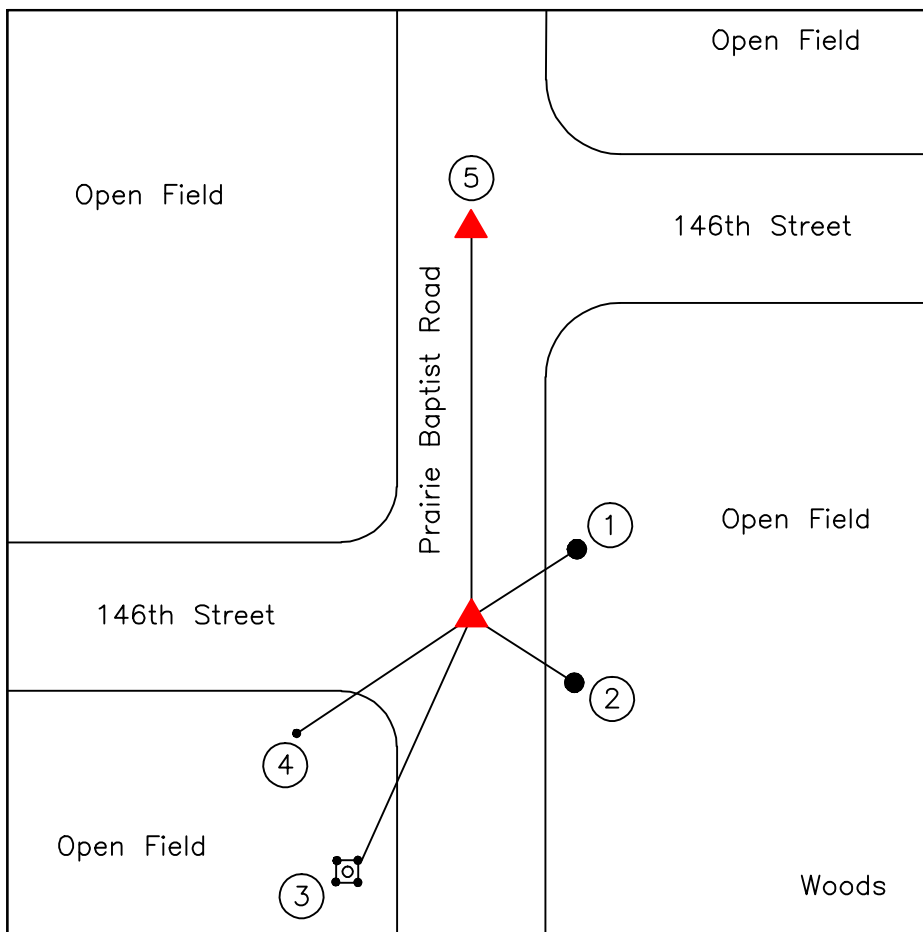 Open Field
5
Open Field
146th Street
Prairie Baptist Road
1
Open Field
146th Street
2
4
Open Field
3
Woods